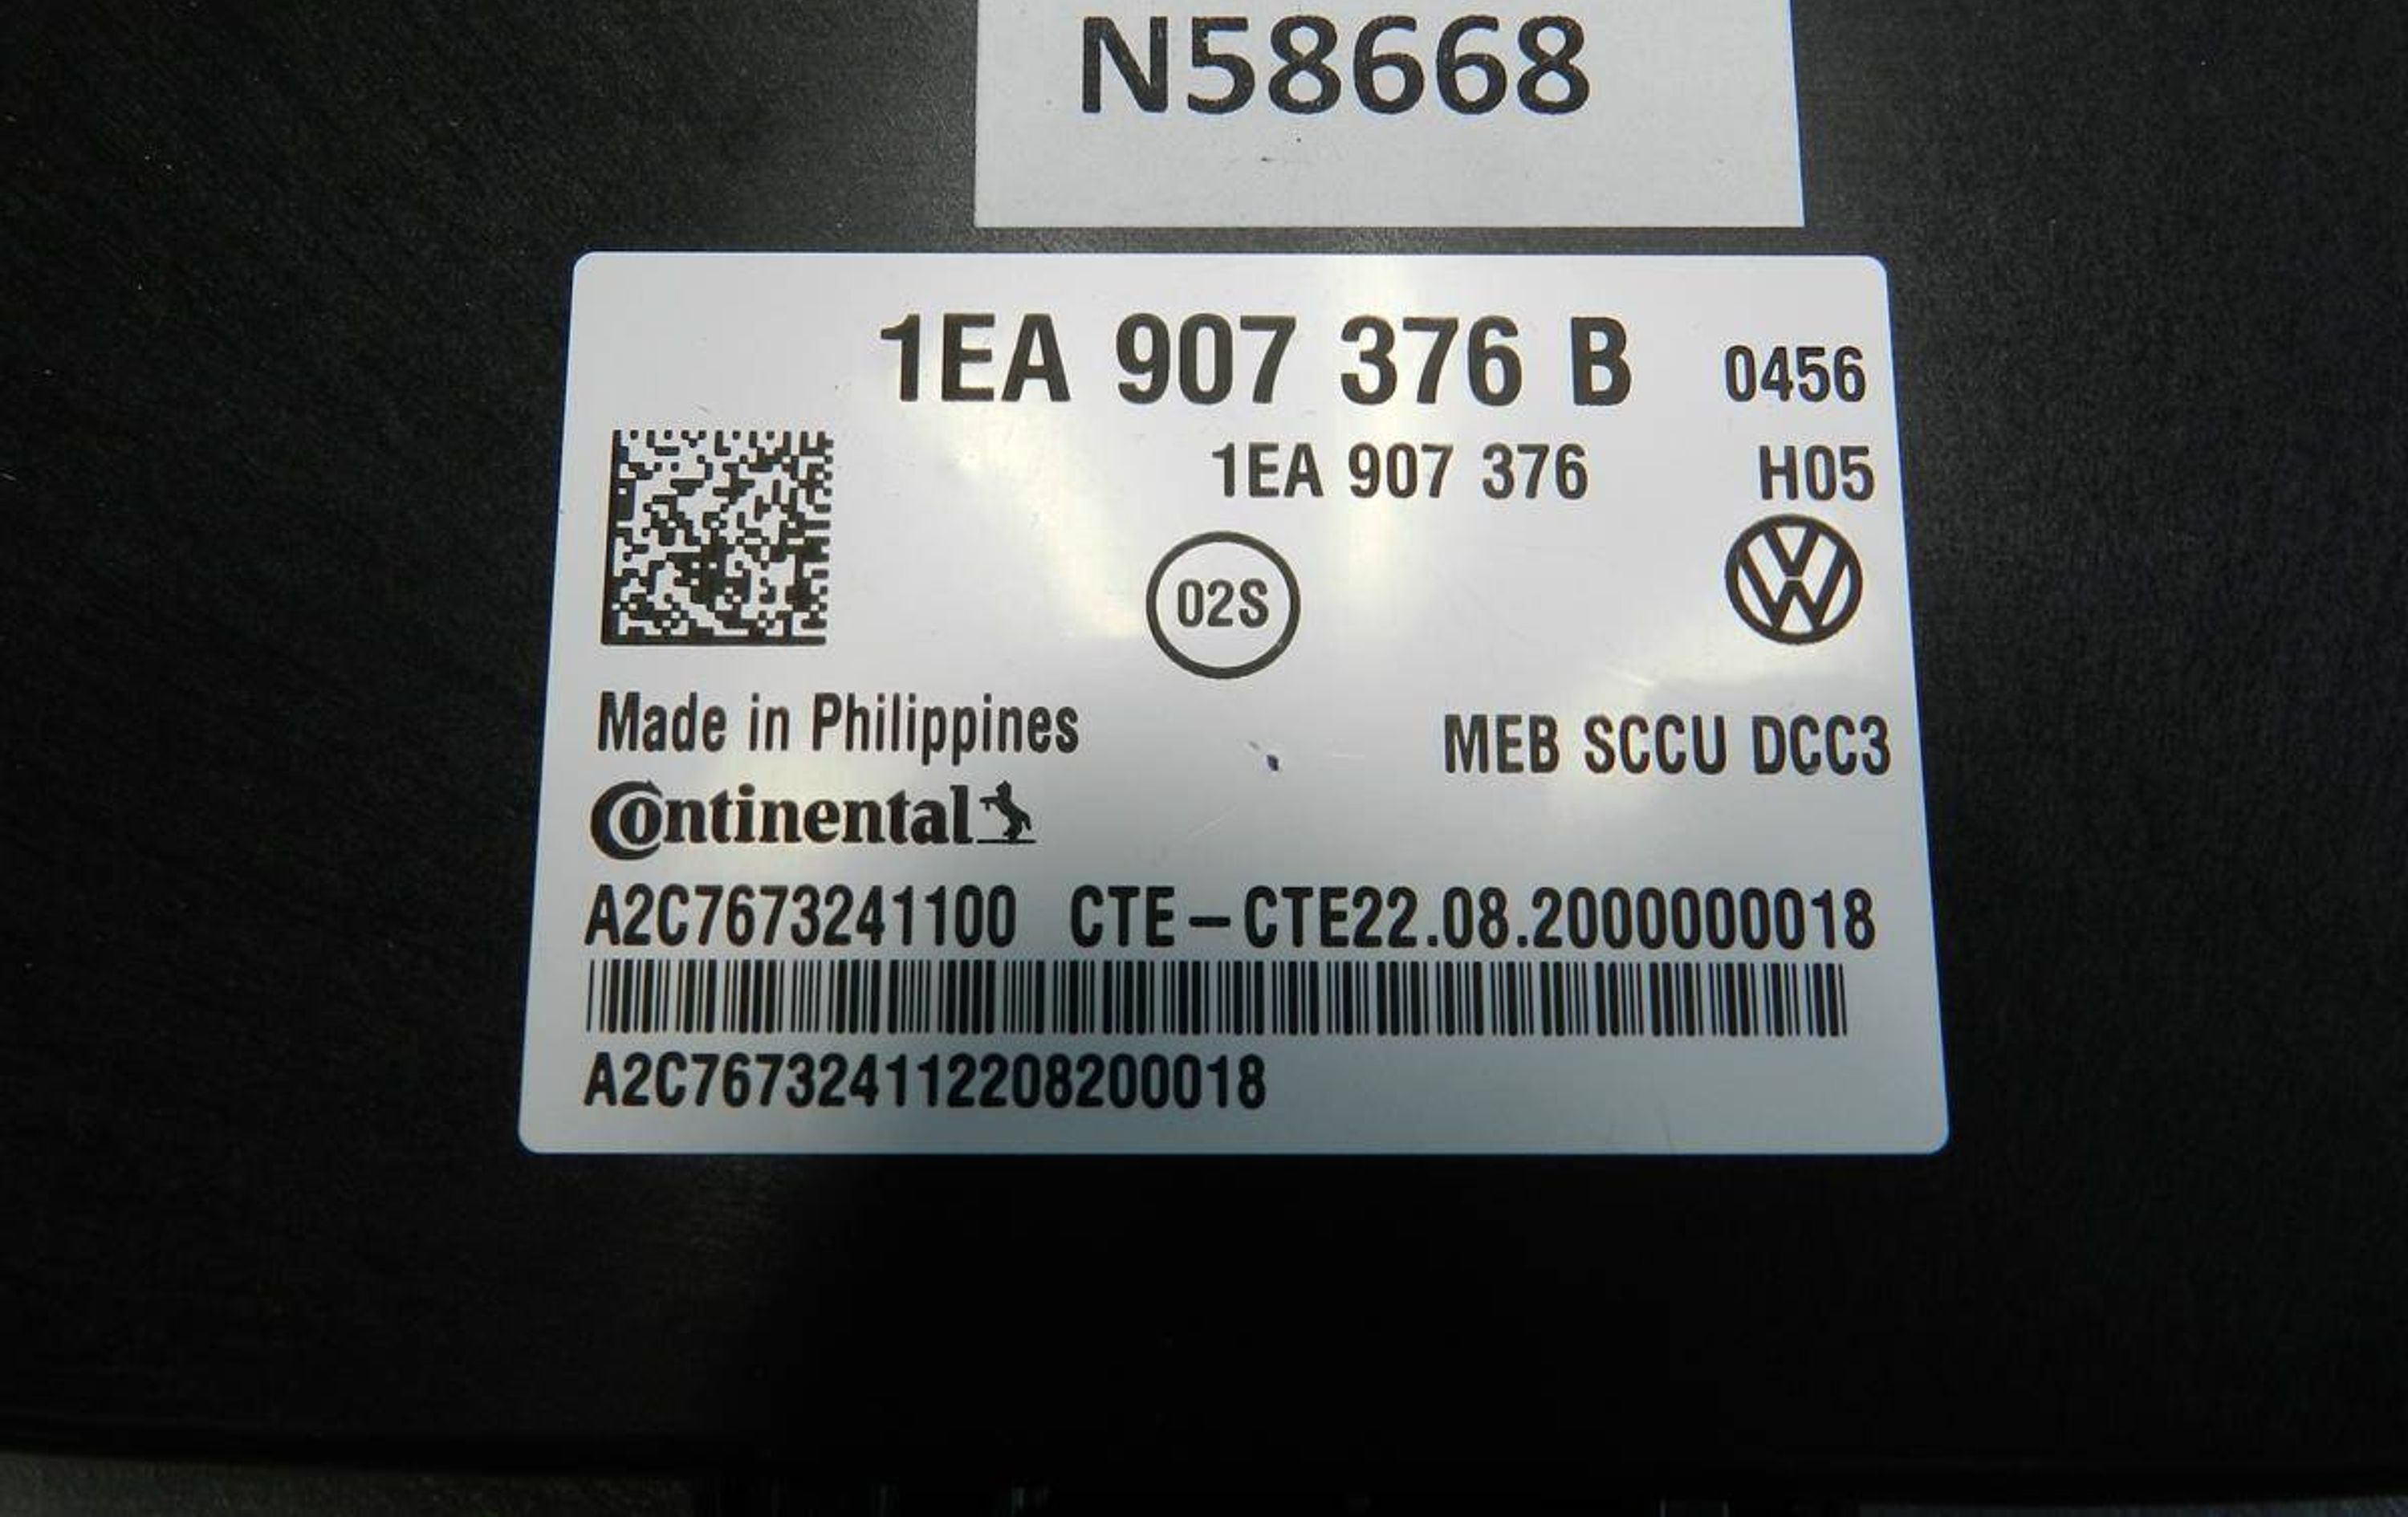 N58668
1EA 907 376 B 0456
1EA 907 376 H05
02S
Made in Philippines
MEB SCCU DCC3
Continental
A2C7673241100 CTE-CTE22.08.2000000018
A2C767324112208200018